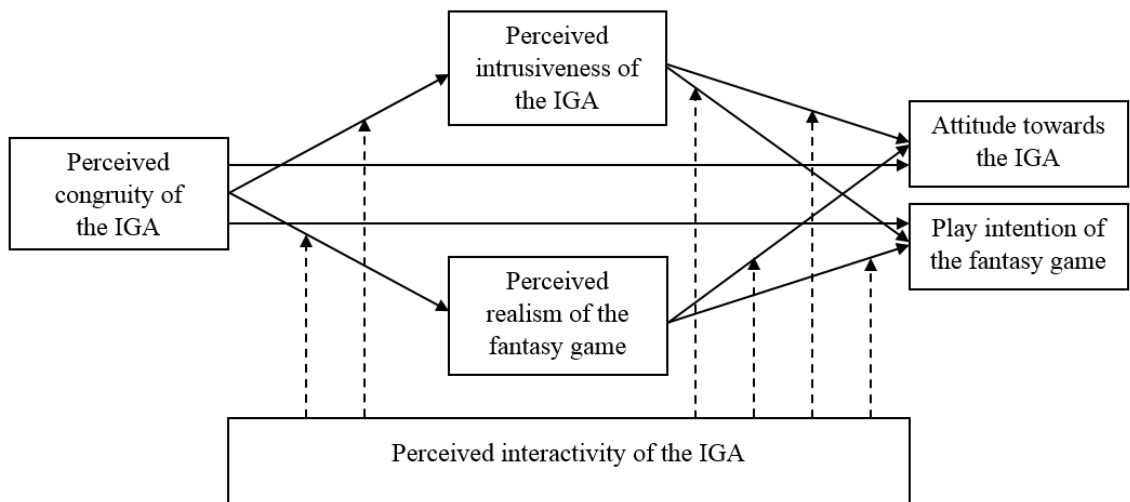 Perceived
intrusiveness of
the IGA
Perceived
congruity of
the IGA
Attitude towards
the IGA
Play intention of
the fantasy game
Perceived
realism of the
fantasy game
Perceived interactivity of the IGA